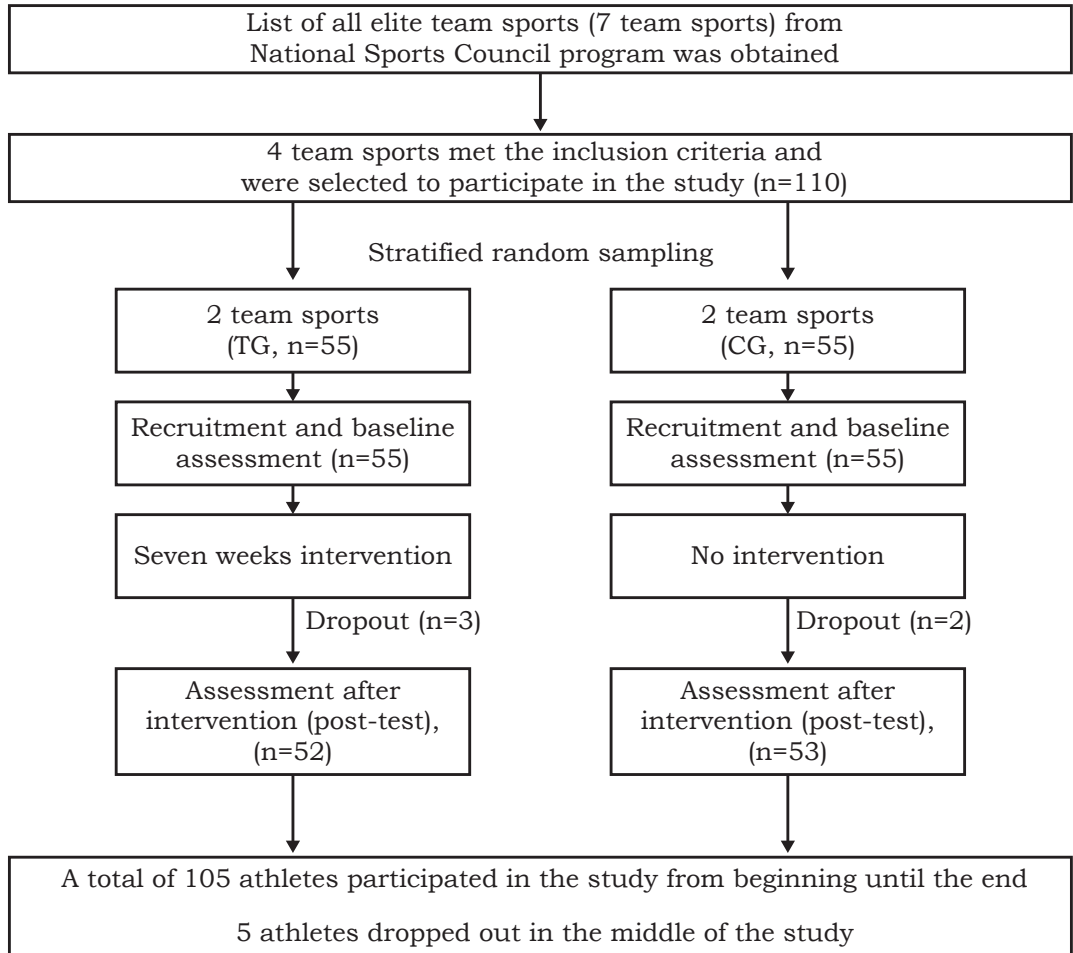 List of all elite team sports (7 team sports) from
National Sports Council program was obtained
4 team sports met the inclusion criteria and
were selected to participate in the study (n=110)
Stratified random sampling
2 team sports
(TG, n=55)
2 team sports
(CG, n=55)
Recruitment and baseline
assessment (n=55)
Recruitment and baseline
assessment (n=55)
Seven weeks intervention
No intervention
Dropout (n=3)
Dropout (n=2)
Assessment after
intervention (post-test),
(n=52)
Assessment after
intervention (post-test),
(n=53)
A total of 105 athletes participated in the study from beginning until the end
5 athletes dropped out in the middle of the study